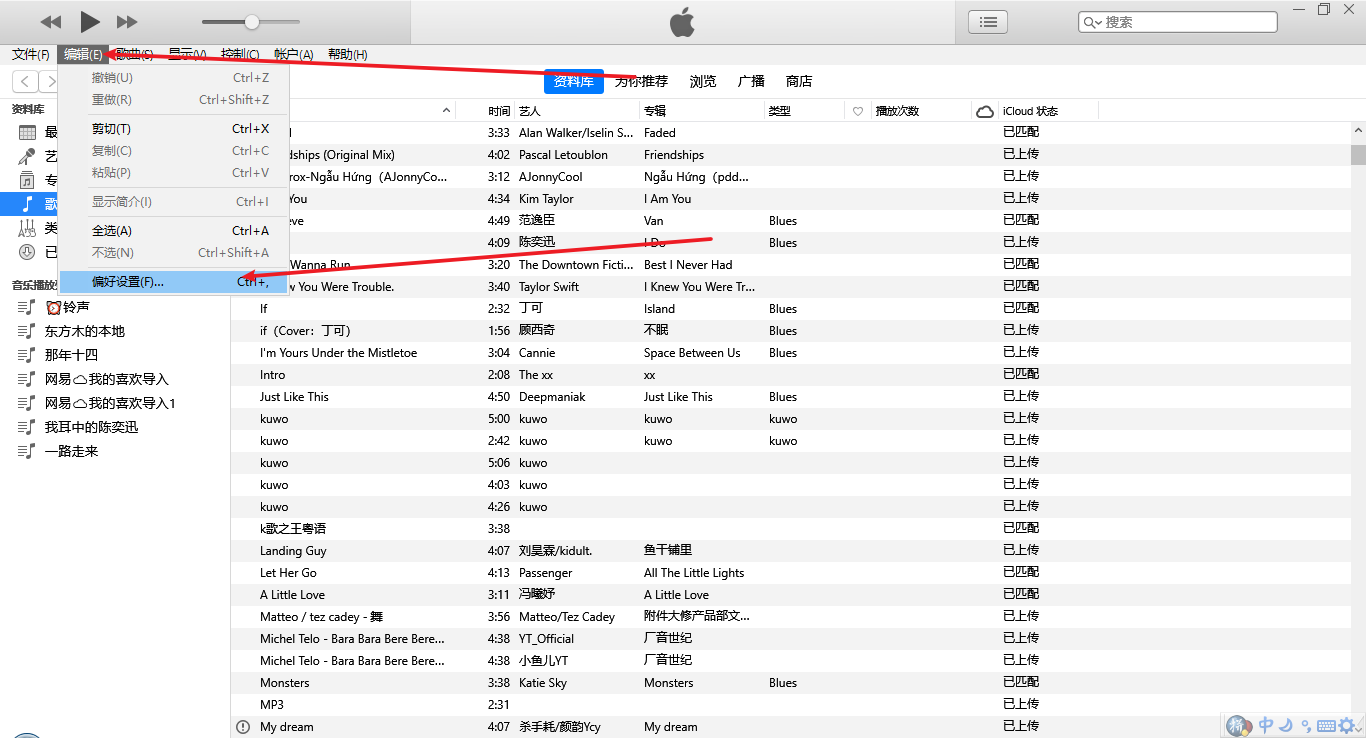 搜索
文件(F) 编辑(E) 歌曲(S) 显示(V) 控制(C) 帐户(A) 帮助(H)
资料库 为你推荐 浏览 广播 商店
撤销(U) Ctrl+Z
重做(R) Ctrl+Shift+Z
剪切(T) Ctrl+X
复制(C) Ctrl+C
粘贴(P) Ctrl+V
显示简介(I) Ctrl+I
全选(A) Ctrl+A
不选(N) Ctrl+Shift+A
偏好设置(F)... Ctrl+,
资料库
最
艺
专
歌
类
已
音乐播放
⏰铃声
东方木的本地
那年十四
网易☁我的喜欢导入
网易☁我的喜欢导入1
我耳中的陈奕迅
一路走来
时间 艺人 专辑 类型 ♡ 播放次数 iCloud 状态
3:33 Alan Walker/Iselin S... Faded 已匹配
ndships (Original Mix) 4:02 Pascal Letoublon Friendships 已上传
rox-Ngẫu Hứng（AJonnyCo... 3:12 AJonnyCool Ngẫu Hứng（pdd... 已上传
You 4:34 Kim Taylor I Am You 已上传
eve 4:49 范逸臣 Van Blues 已匹配
4:09 陈奕迅 I Do Blues 已上传
Wanna Run 3:20 The Downtown Ficti... Best I Never Had 已匹配
w You Were Trouble. 3:40 Taylor Swift I Knew You Were Tr... 已上传
If 2:32 丁可 Island Blues 已匹配
if（Cover：丁可） 1:56 顾西奇 不眠 Blues 已上传
I'm Yours Under the Mistletoe 3:04 Cannie Space Between Us Blues 已上传
Intro 2:08 The xx xx 已匹配
Just Like This 4:50 Deepmaniak Just Like This Blues 已上传
kuwo 5:00 kuwo kuwo kuwo 已上传
kuwo 2:42 kuwo kuwo kuwo 已上传
kuwo 5:06 kuwo 已上传
kuwo 4:03 kuwo 已上传
kuwo 4:26 kuwo 已上传
k歌之王粤语 3:38 已匹配
Landing Guy 4:07 刘昊霖/kidult. 鱼干铺里 已上传
Let Her Go 4:13 Passenger All The Little Lights 已匹配
A Little Love 3:11 冯曦妤 A Little Love 已匹配
Matteo / tez cadey - 舞 3:56 Matteo/Tez Cadey 附件大修产品部文... 已上传
Michel Telo - Bara Bara Bere Bere... 4:38 YT_Official 厂音世纪 已上传
Michel Telo - Bara Bara Bere Bere... 4:38 小鱼儿YT 厂音世纪 已上传
Monsters 3:38 Katie Sky Monsters Blues 已匹配
MP3 2:31 已上传
My dream 4:07 杀手耗/颜韵Ycy My dream 已上传
拼 中